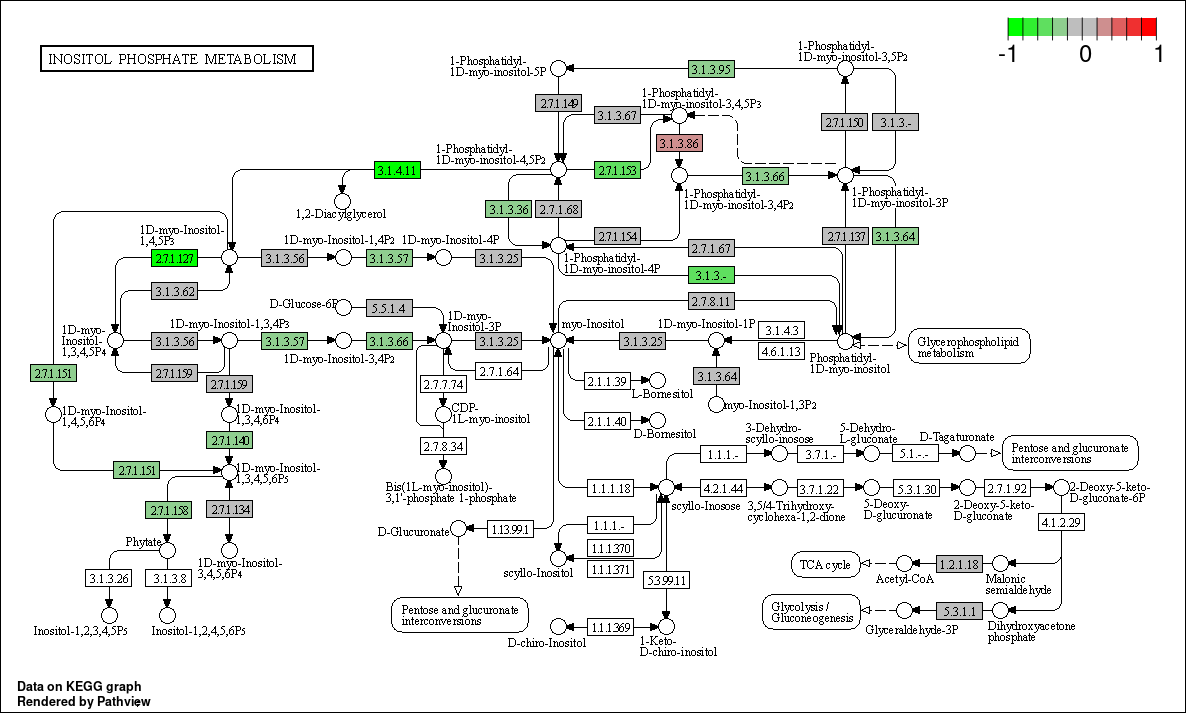 INOSITOL PHOSPHATE METABOLISM
-1 0 1
1-Phosphatidyl-
1D-myo-inositol-5P
3.1.3.95
1-Phosphatidyl-
1D-myo-inositol-3,5P2
2.7.1.149
3.1.3.67
1-Phosphatidyl-
1D-myo-inositol-3,4,5P3
2.7.1.150
3.1.3.-
3.1.3.86
1-Phosphatidyl-
1D-myo-inositol-4,5P2
3.1.4.11
2.7.1.153
3.1.3.66
1-Phosphatidyl-
1D-myo-inositol-3,4P2
1-Phosphatidyl-
1D-myo-inositol-3P
1,2-Diacylglycerol
3.1.3.36
2.7.1.68
2.7.1.154
2.7.1.67
2.7.1.137
3.1.3.64
1D-myo-Inositol-
1,4,5P3
1D-myo-Inositol-1,4P2
1D-myo-Inositol-4P
2.7.1.127
3.1.3.56
3.1.3.57
3.1.3.25
1-Phosphatidyl-
1D-myo-inositol-4P
3.1.3.-
3.1.3.62
D-Glucose-6P
5.5.1.4
2.7.8.11
1D-myo-
Inositol-
1,3,4,5P4
3.1.3.56
1D-myo-Inositol-1,3,4P3
3.1.3.57
3.1.3.66
1D-myo-Inositol-3,4P2
1D-myo-
Inositol-3P
3.1.3.25
myo-Inositol
3.1.3.25
1D-myo-Inositol-1P
3.1.4.3
4.6.1.13
Phosphatidyl-
1D-myo-inositol
Glycerophospholipid
metabolism
2.7.1.151
2.7.1.159
2.7.1.159
2.7.1.64
2.7.7.74
2.1.1.39
L-Bornesitol
3.1.3.64
myo-Inositol-1,3P2
1D-myo-Inositol-
1,4,5,6P4
1D-myo-Inositol-
1,3,4,6P4
CDP-
1L-myo-inositol
2.1.1.40
D-Bornesitol
2.7.1.140
2.7.8.34
3-Dehydro-
scyllo-inosose
5-Dehydro-
L-gluconate
D-Tagaturonate
1.1.1.-
3.7.1.-
5.1.-.-
Pentose and glucuronate
interconversions
2.7.1.151
1D-myo-Inositol-
1,3,4,5,6P5
Bis(1L-myo-inositol)-
3,1'-phosphate 1-phosphate
1.1.1.18
scyllo-Inosose
4.2.1.44
3,5/4-Trihydroxy-
cyclohexa-1,2-dione
3.7.1.22
5-Deoxy-
D-glucuronate
5.3.1.30
2-Deoxy-5-keto-
D-gluconate
2.7.1.92
2-Deoxy-5-keto-
D-gluconate-6P
2.7.1.158
2.7.1.134
D-Glucuronate
1.13.99.1
1.1.1.-
4.1.2.29
Phytate
1D-myo-Inositol-
3,4,5,6P4
1.1.1.370
1.1.1.371
scyllo-Inositol
TCA cycle
Acetyl-CoA
1.2.1.18
Malonic
semialdehyde
3.1.3.26
3.1.3.8
5.3.99.11
Inositol-1,2,3,4,5P5
Inositol-1,2,4,5,6P5
Pentose and glucuronate
interconversions
Glycolysis /
Gluconeogenesis
Glyceraldehyde-3P
5.3.1.1
Dihydroxyacetone
phosphate
D-chiro-Inositol
1.1.1.369
1-Keto-
D-chiro-inositol
Data on KEGG graph
Rendered by Pathview